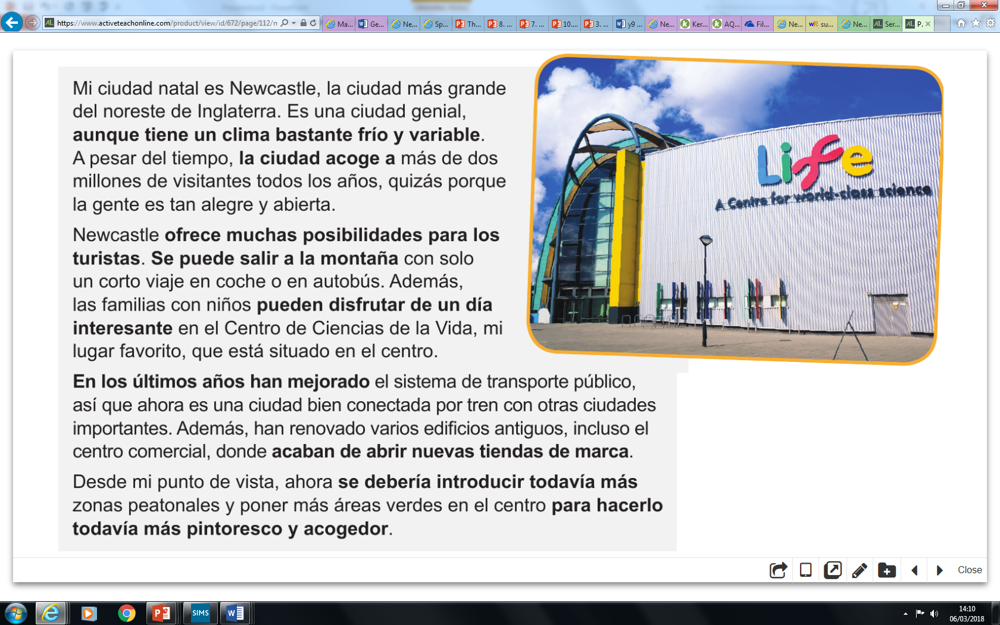 https://www.activeteachonline.com/product/view/id/672/page/112/m
Ma...
Ge...
Ne...
Sp...
Th...
8. ...
7. ...
10....
3. ...
y9 ...
Ne...
Ker...
AQ...
Fil...
Ne...
su...
Ne...
Ser...
P.
Mi ciudad natal es Newcastle, la ciudad más grande
del noreste de Inglaterra. Es una ciudad genial,
aunque tiene un clima bastante frío y variable.
A pesar del tiempo, la ciudad acoge a más de dos
millones de visitantes todos los años, quizás porque
la gente es tan alegre y abierta.
Newcastle ofrece muchas posibilidades para los
turistas. Se puede salir a la montaña con solo
un corto viaje en coche o en autobús. Además,
las familias con niños pueden disfrutar de un día
interesante en el Centro de Ciencias de la Vida, mi
lugar favorito, que está situado en el centro.
En los últimos años han mejorado el sistema de transporte público,
así que ahora es una ciudad bien conectada por tren con otras ciudades
importantes. Además, han renovado varios edificios antiguos, incluso el
centro comercial, donde acaban de abrir nuevas tiendas de marca.
Desde mi punto de vista, ahora se debería introducir todavía más
zonas peatonales y poner más áreas verdes en el centro para hacerlo
todavía más pintoresco y acogedor.
Life
A Centre for world-class science
Close
SIMS
14:10
06/03/2018